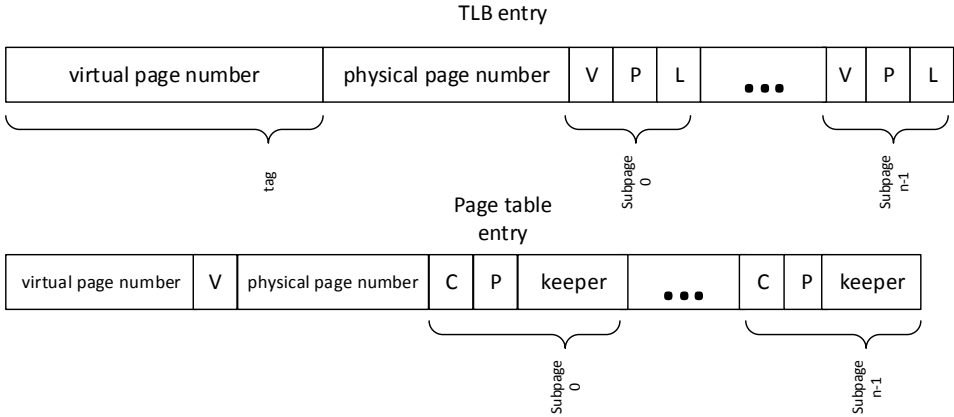 TLB entry
virtual page number physical page number V P L ... V P L
tag
Subpage
0
Subpage
n-1
Page table
entry
virtual page number V physical page number C P keeper ... C P keeper
Subpage
0
Subpage
n-1